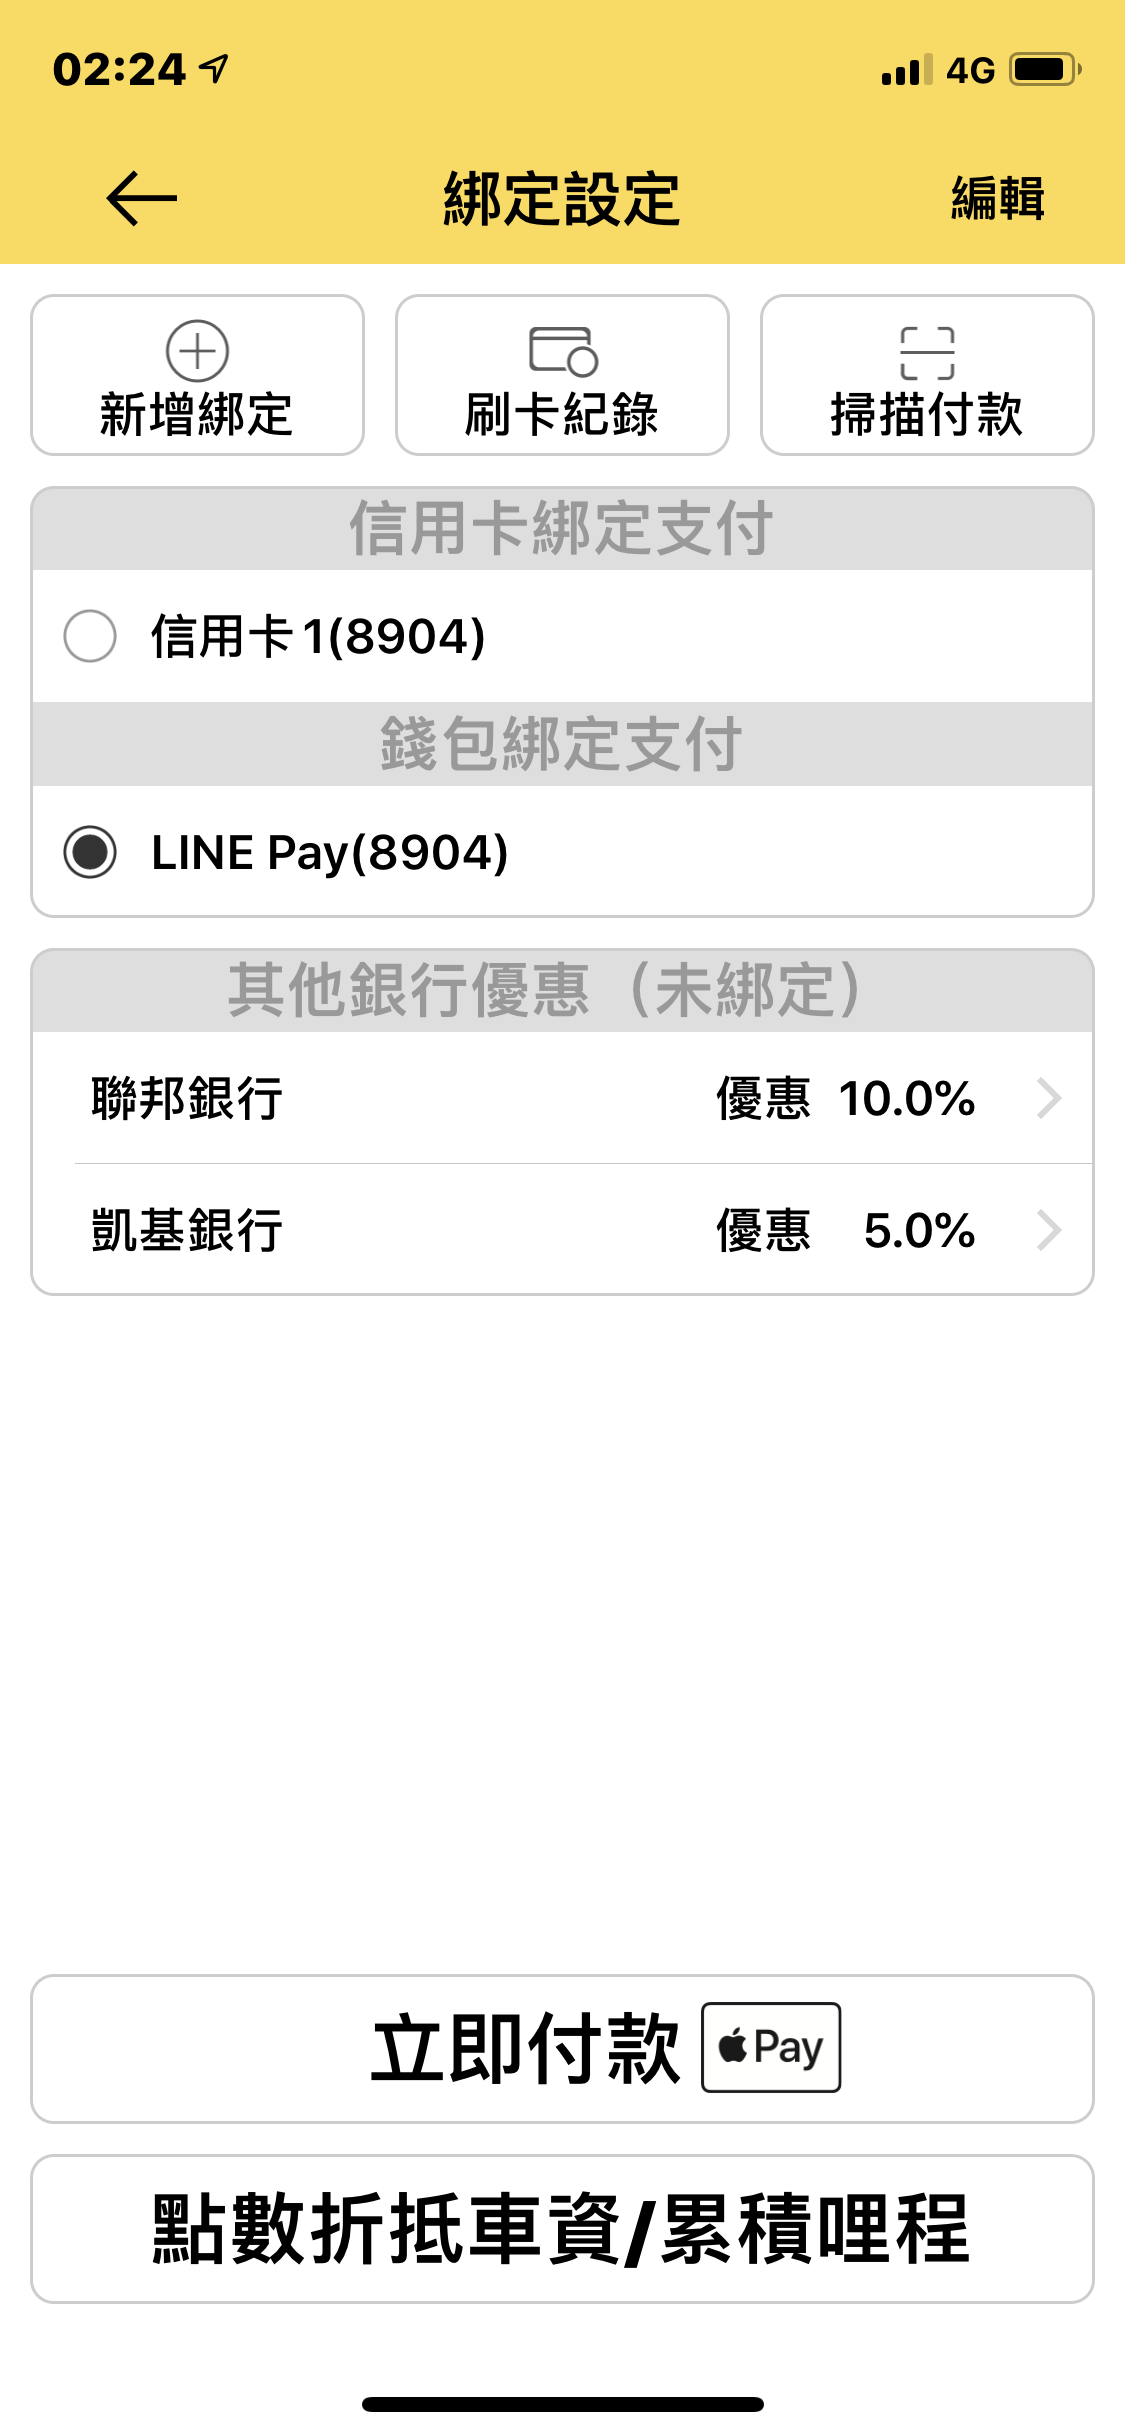 02:24 4G
綁定設定 編輯
新增綁定 刷卡紀錄 掃描付款
信用卡綁定支付
信用卡1(8904)
錢包綁定支付
LINE Pay(8904)
其他銀行優惠（未綁定）
聯邦銀行 優惠 10.0%
凱基銀行 優惠 5.0%
立即付款 Pay
點數折抵車資/累積哩程